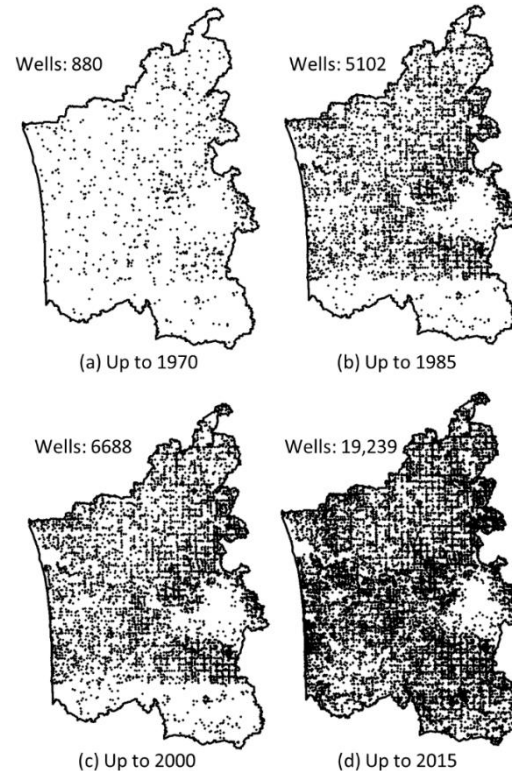 Wells: 880
Wells: 5102
(a) Up to 1970
(b) Up to 1985
Wells: 6688
Wells: 19,239
(c) Up to 2000
(d) Up to 2015